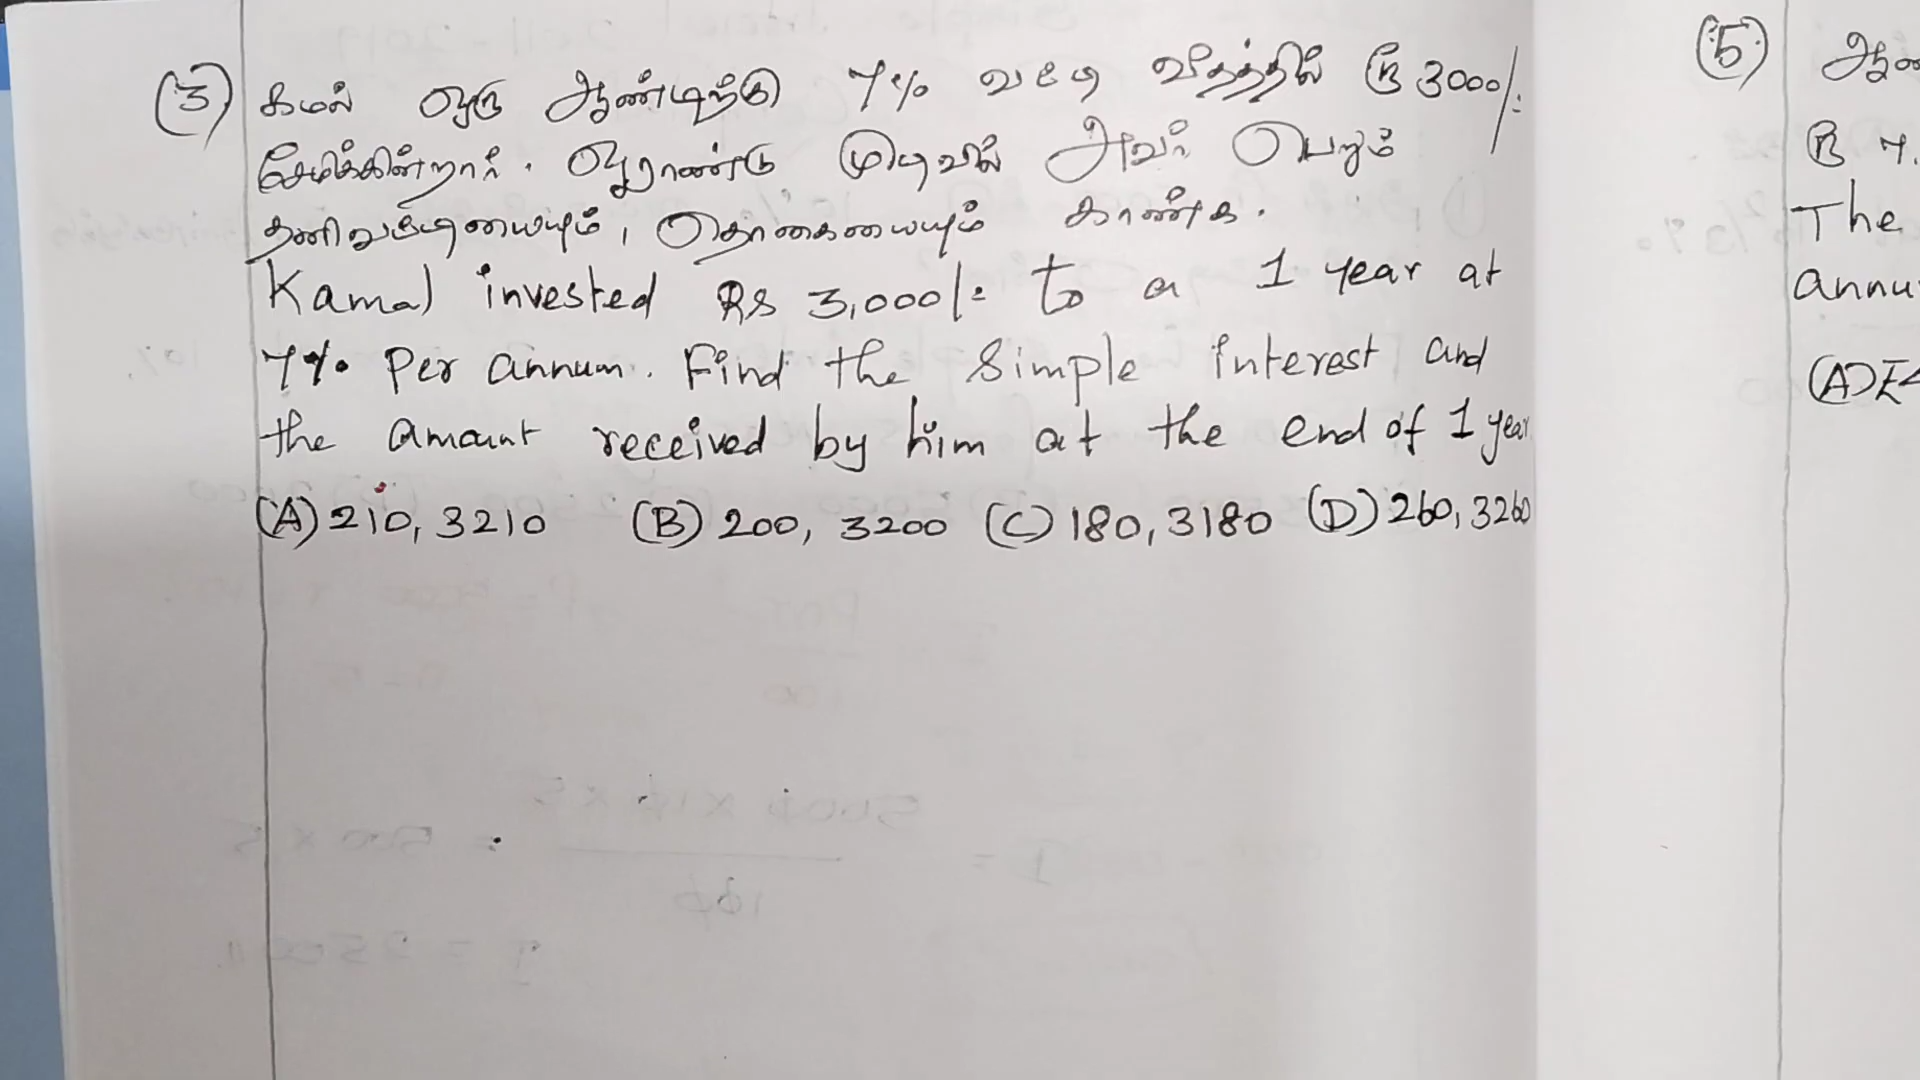 (3) கமல் ஒரு ஆண்டிற்கு 7% வட்டி வீதத்தில் ரூ 3000/-
சேமிக்கின்றார். ஓராண்டு முடிவில் அவர் பெறும்
தனிவட்டியையும், தொகையையும் காண்க.
Kamal invested Rs 3,000/- to a 1 year at
7% Per annum. Find the Simple interest and
the amount received by him at the end of 1 year
(A) 210, 3210 (B) 200, 3200 (C) 180, 3180 (D) 260, 3260
(5)
The
annu
(A)